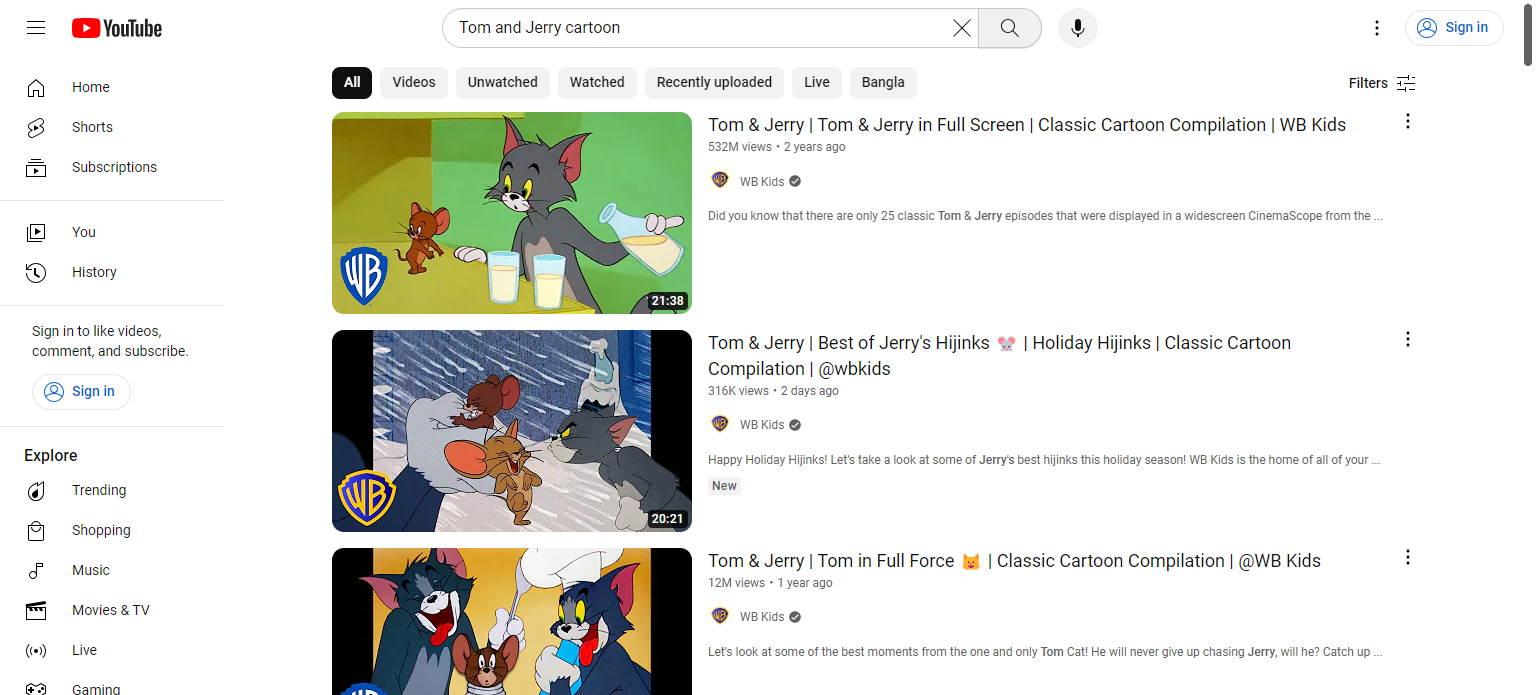 YouTube
Tom and Jerry cartoon
Sign in
Home
Shorts
Subscriptions
You
History
Sign in to like videos,
comment, and subscribe.
Sign in
Explore
Trending
Shopping
Music
Movies & TV
Live
Gaming
All
Videos
Unwatched
Watched
Recently uploaded
Live
Bangla
Filters
WB
21:38
Tom & Jerry | Tom & Jerry in Full Screen | Classic Cartoon Compilation | WB Kids
532M views • 2 years ago
WB Kids
Did you know that there are only 25 classic Tom & Jerry episodes that were displayed in a widescreen CinemaScope from the ...
WB
20:21
Tom & Jerry | Best of Jerry's Hijinks 🐭 | Holiday Hijinks | Classic Cartoon
Compilation | @wbkids
316K views • 2 days ago
WB Kids
Happy Holiday Hijinks! Let's take a look at some of Jerry's best hijinks this holiday season! WB Kids is the home of all of your ...
New
Tom & Jerry | Tom in Full Force 😼 | Classic Cartoon Compilation | @WB Kids
12M views • 1 year ago
WB Kids
Let's look at some of the best moments from the one and only Tom Cat! He will never give up chasing Jerry, will he? Catch up ...